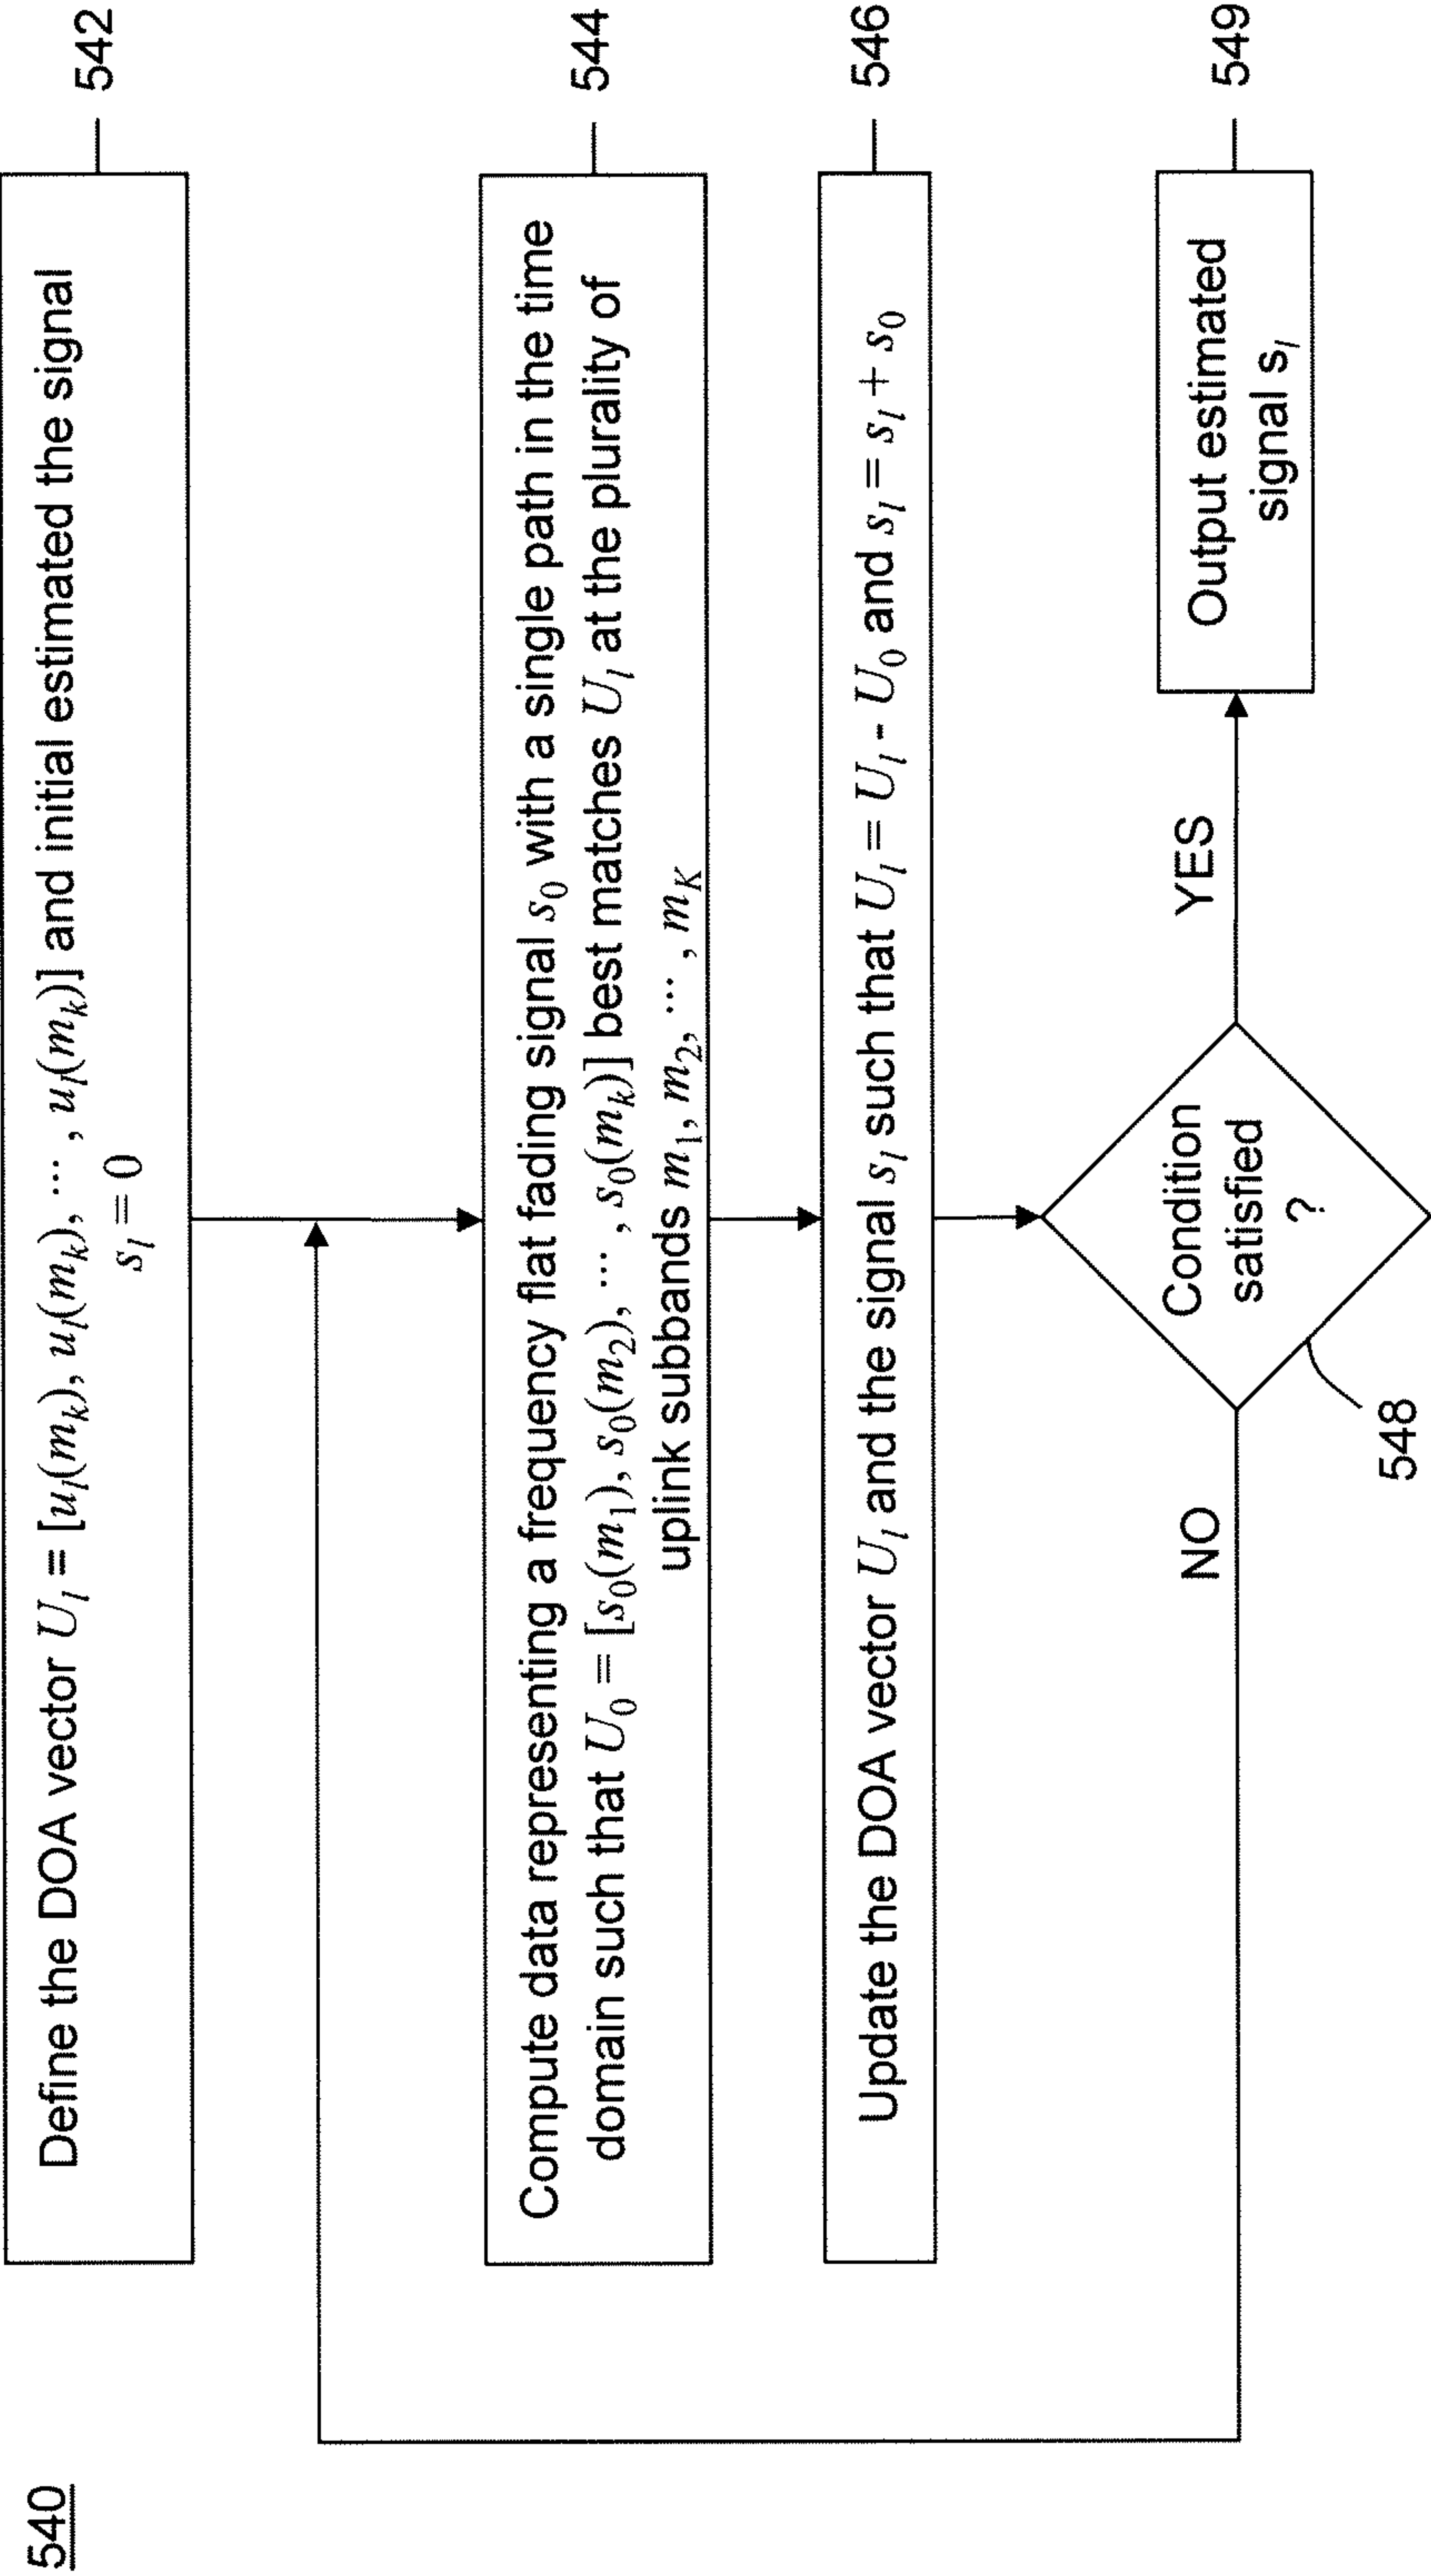 540
Define the DOA vector U_l = [u_l(m_k), u_l(m_k), ··· , u_l(m_k)] and initial estimated the signal
s_l = 0
542
Compute data representing a frequency flat fading signal s_0 with a single path in the time
domain such that U_0 = [s_0(m_1), s_0(m_2), ··· , s_0(m_k)] best matches U_l at the plurality of
uplink subbands m_1, m_2, ··· , m_K
544
Update the DOA vector U_l and the signal s_l such that U_l = U_l - U_0 and s_l = s_l + s_0
546
Condition
satisfied
?
548
NO
YES
Output estimated
signal s_l
549